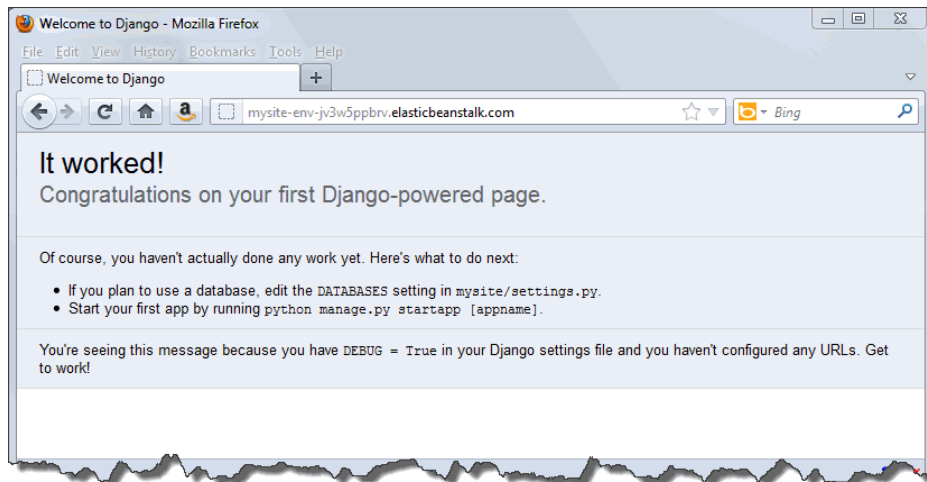 Welcome to Django - Mozilla Firefox
File Edit View History Bookmarks Tools Help
Welcome to Django
mysite-env-jv3w5ppbrv.elasticbeanstalk.com
Bing
It worked!
Congratulations on your first Django-powered page.
Of course, you haven't actually done any work yet. Here's what to do next:
• If you plan to use a database, edit the DATABASES setting in mysite/settings.py.
• Start your first app by running python manage.py startapp [appname].
You're seeing this message because you have DEBUG = True in your Django settings file and you haven't configured any URLs. Get
to work!